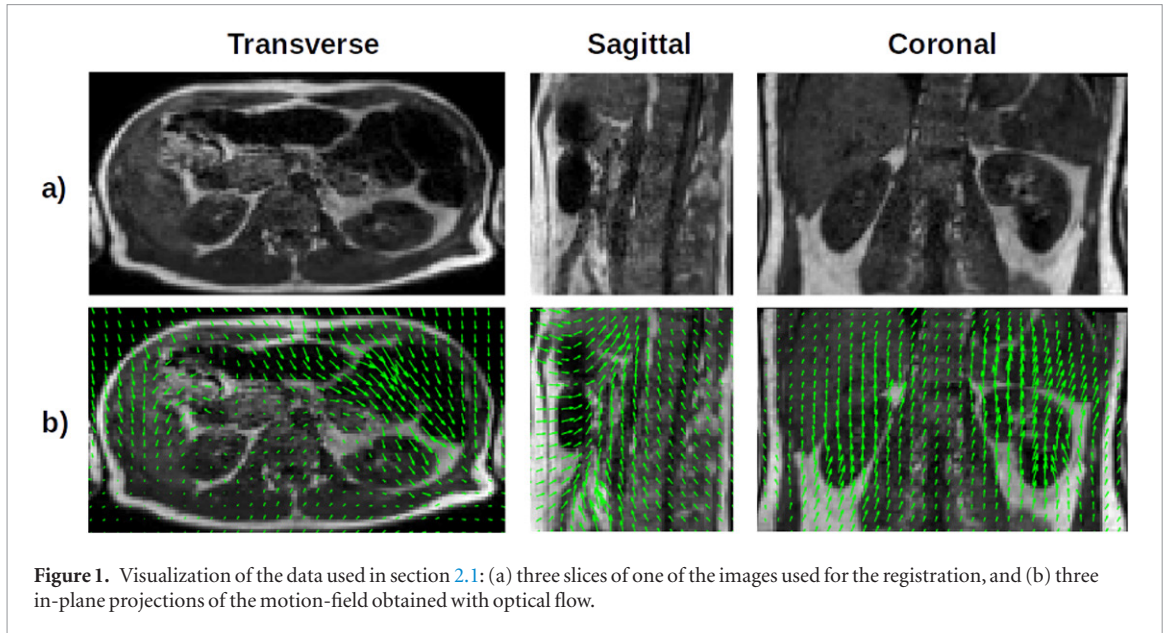 Transverse Sagittal Coronal
a)
b)
Figure 1. Visualization of the data used in section 2.1: (a) three slices of one of the images used for the registration, and (b) three
in-plane projections of the motion-field obtained with optical flow.